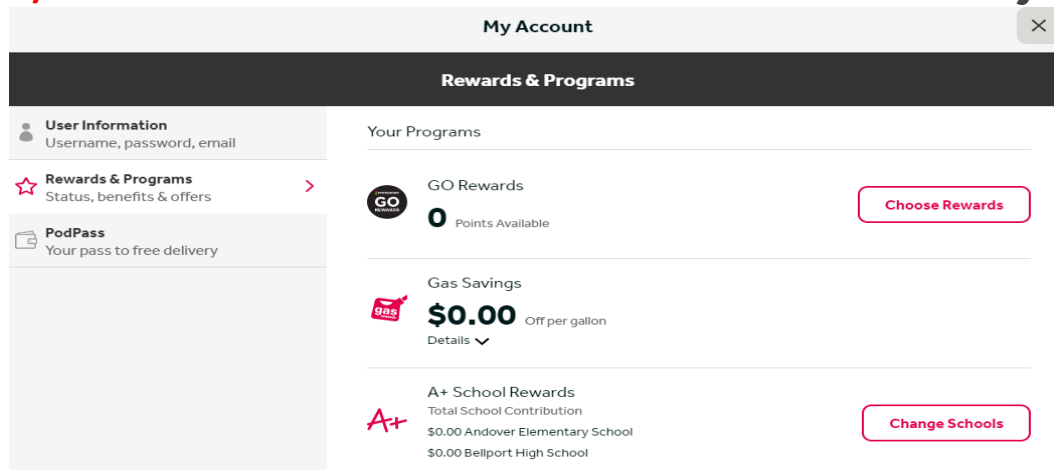 My Account
Rewards & Programs
User Information
Username, password, email
Rewards & Programs
Status, benefits & offers
PodPass
Your pass to free delivery
Your Programs
GO Rewards
GO
REWARDS
0 Points Available
Choose Rewards
Gas Savings
gas
$0.00 Off per gallon
Details
A+ School Rewards
A+
Total School Contribution
$0.00 Andover Elementary School
$0.00 Bellport High School
Change Schools